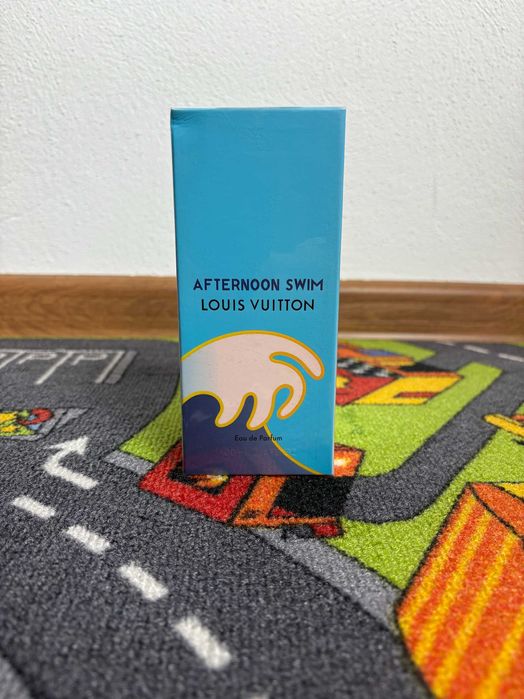 AFTERNOON SWIM
LOUIS VUITTON
Eau de Parfum